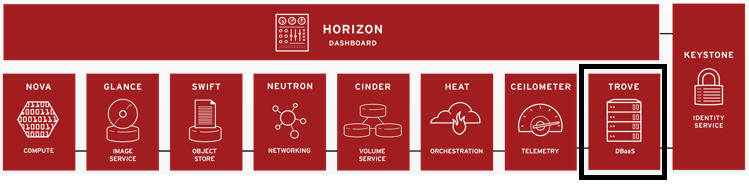 HORIZON
DASHBOARD
KEYSTONE
IDENTITY
SERVICE
NOVA
COMPUTE
GLANCE
IMAGE
SERVICE
SWIFT
OBJECT
STORE
NEUTRON
NETWORKING
CINDER
VOLUME
SERVICE
HEAT
ORCHESTRATION
CEILOMETER
TELEMETRY
TROVE
DBaaS